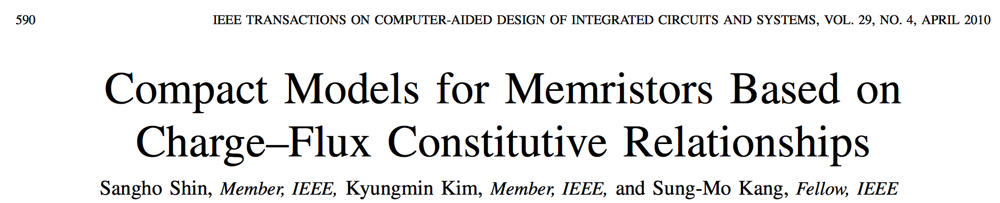 590
IEEE TRANSACTIONS ON COMPUTER-AIDED DESIGN OF INTEGRATED CIRCUITS AND SYSTEMS, VOL. 29, NO. 4, APRIL 2010
Compact Models for Memristors Based on
Charge–Flux Constitutive Relationships
Sangho Shin, Member, IEEE, Kyungmin Kim, Member, IEEE, and Sung-Mo Kang, Fellow, IEEE